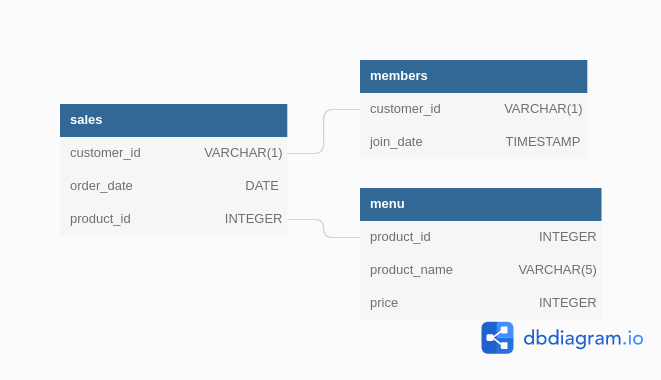 sales
customer_id VARCHAR(1)
order_date DATE
product_id INTEGER
members
customer_id VARCHAR(1)
join_date TIMESTAMP
menu
product_id INTEGER
product_name VARCHAR(5)
price INTEGER
dbdiagram.io